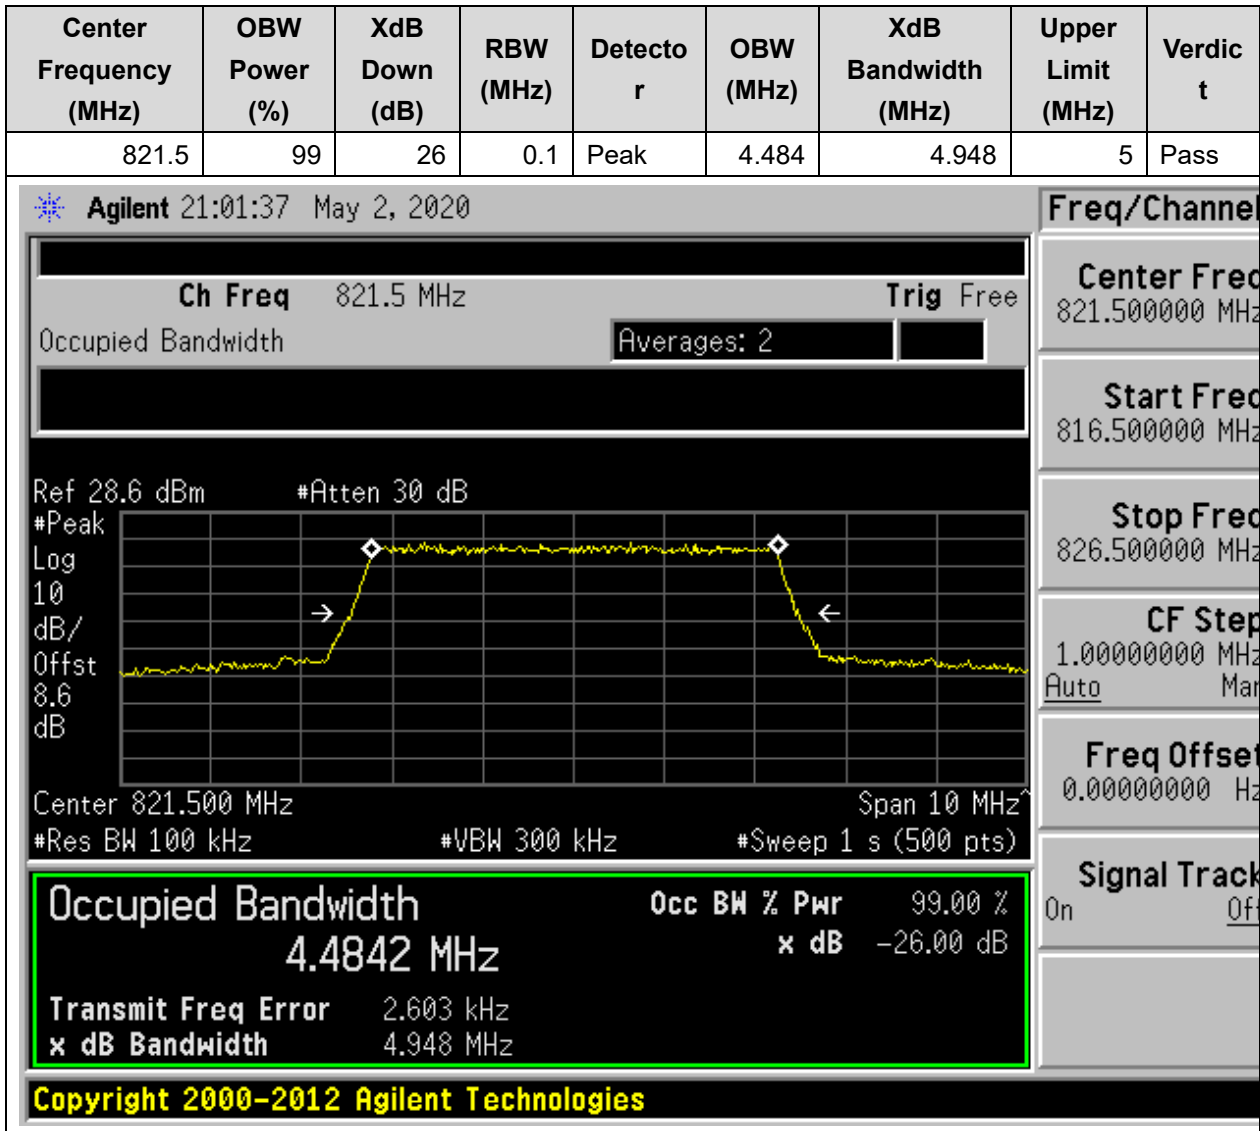 Center Frequency (MHz) OBW Power (%) XdB Down (dB) RBW (MHz) Detecto r OBW (MHz) XdB Bandwidth (MHz) Upper Limit (MHz) Verdic t
821.5 99 26 0.1 Peak 4.484 4.948 5 Pass
Agilent 21:01:37 May 2, 2020
Freq/Channel
Ch Freq 821.5 MHz Trig Free
Occupied Bandwidth Averages: 2
Center Freq
821.500000 MHz
Start Freq
816.500000 MHz
Stop Freq
826.500000 MHz
CF Step
1.00000000 MHz
Auto Man
Freq Offset
0.00000000 Hz
Signal Track
On Off
Ref 28.6 dBm #Atten 30 dB
#Peak
Log
10
dB/
Offst
8.6
dB
Center 821.500 MHz Span 10 MHz^
#Res BW 100 kHz #VBW 300 kHz #Sweep 1 s (500 pts)
Occupied Bandwidth Occ BW % Pwr 99.00 %
4.4842 MHz x dB -26.00 dB
Transmit Freq Error 2.603 kHz
x dB Bandwidth 4.948 MHz
Copyright 2000-2012 Agilent Technologies